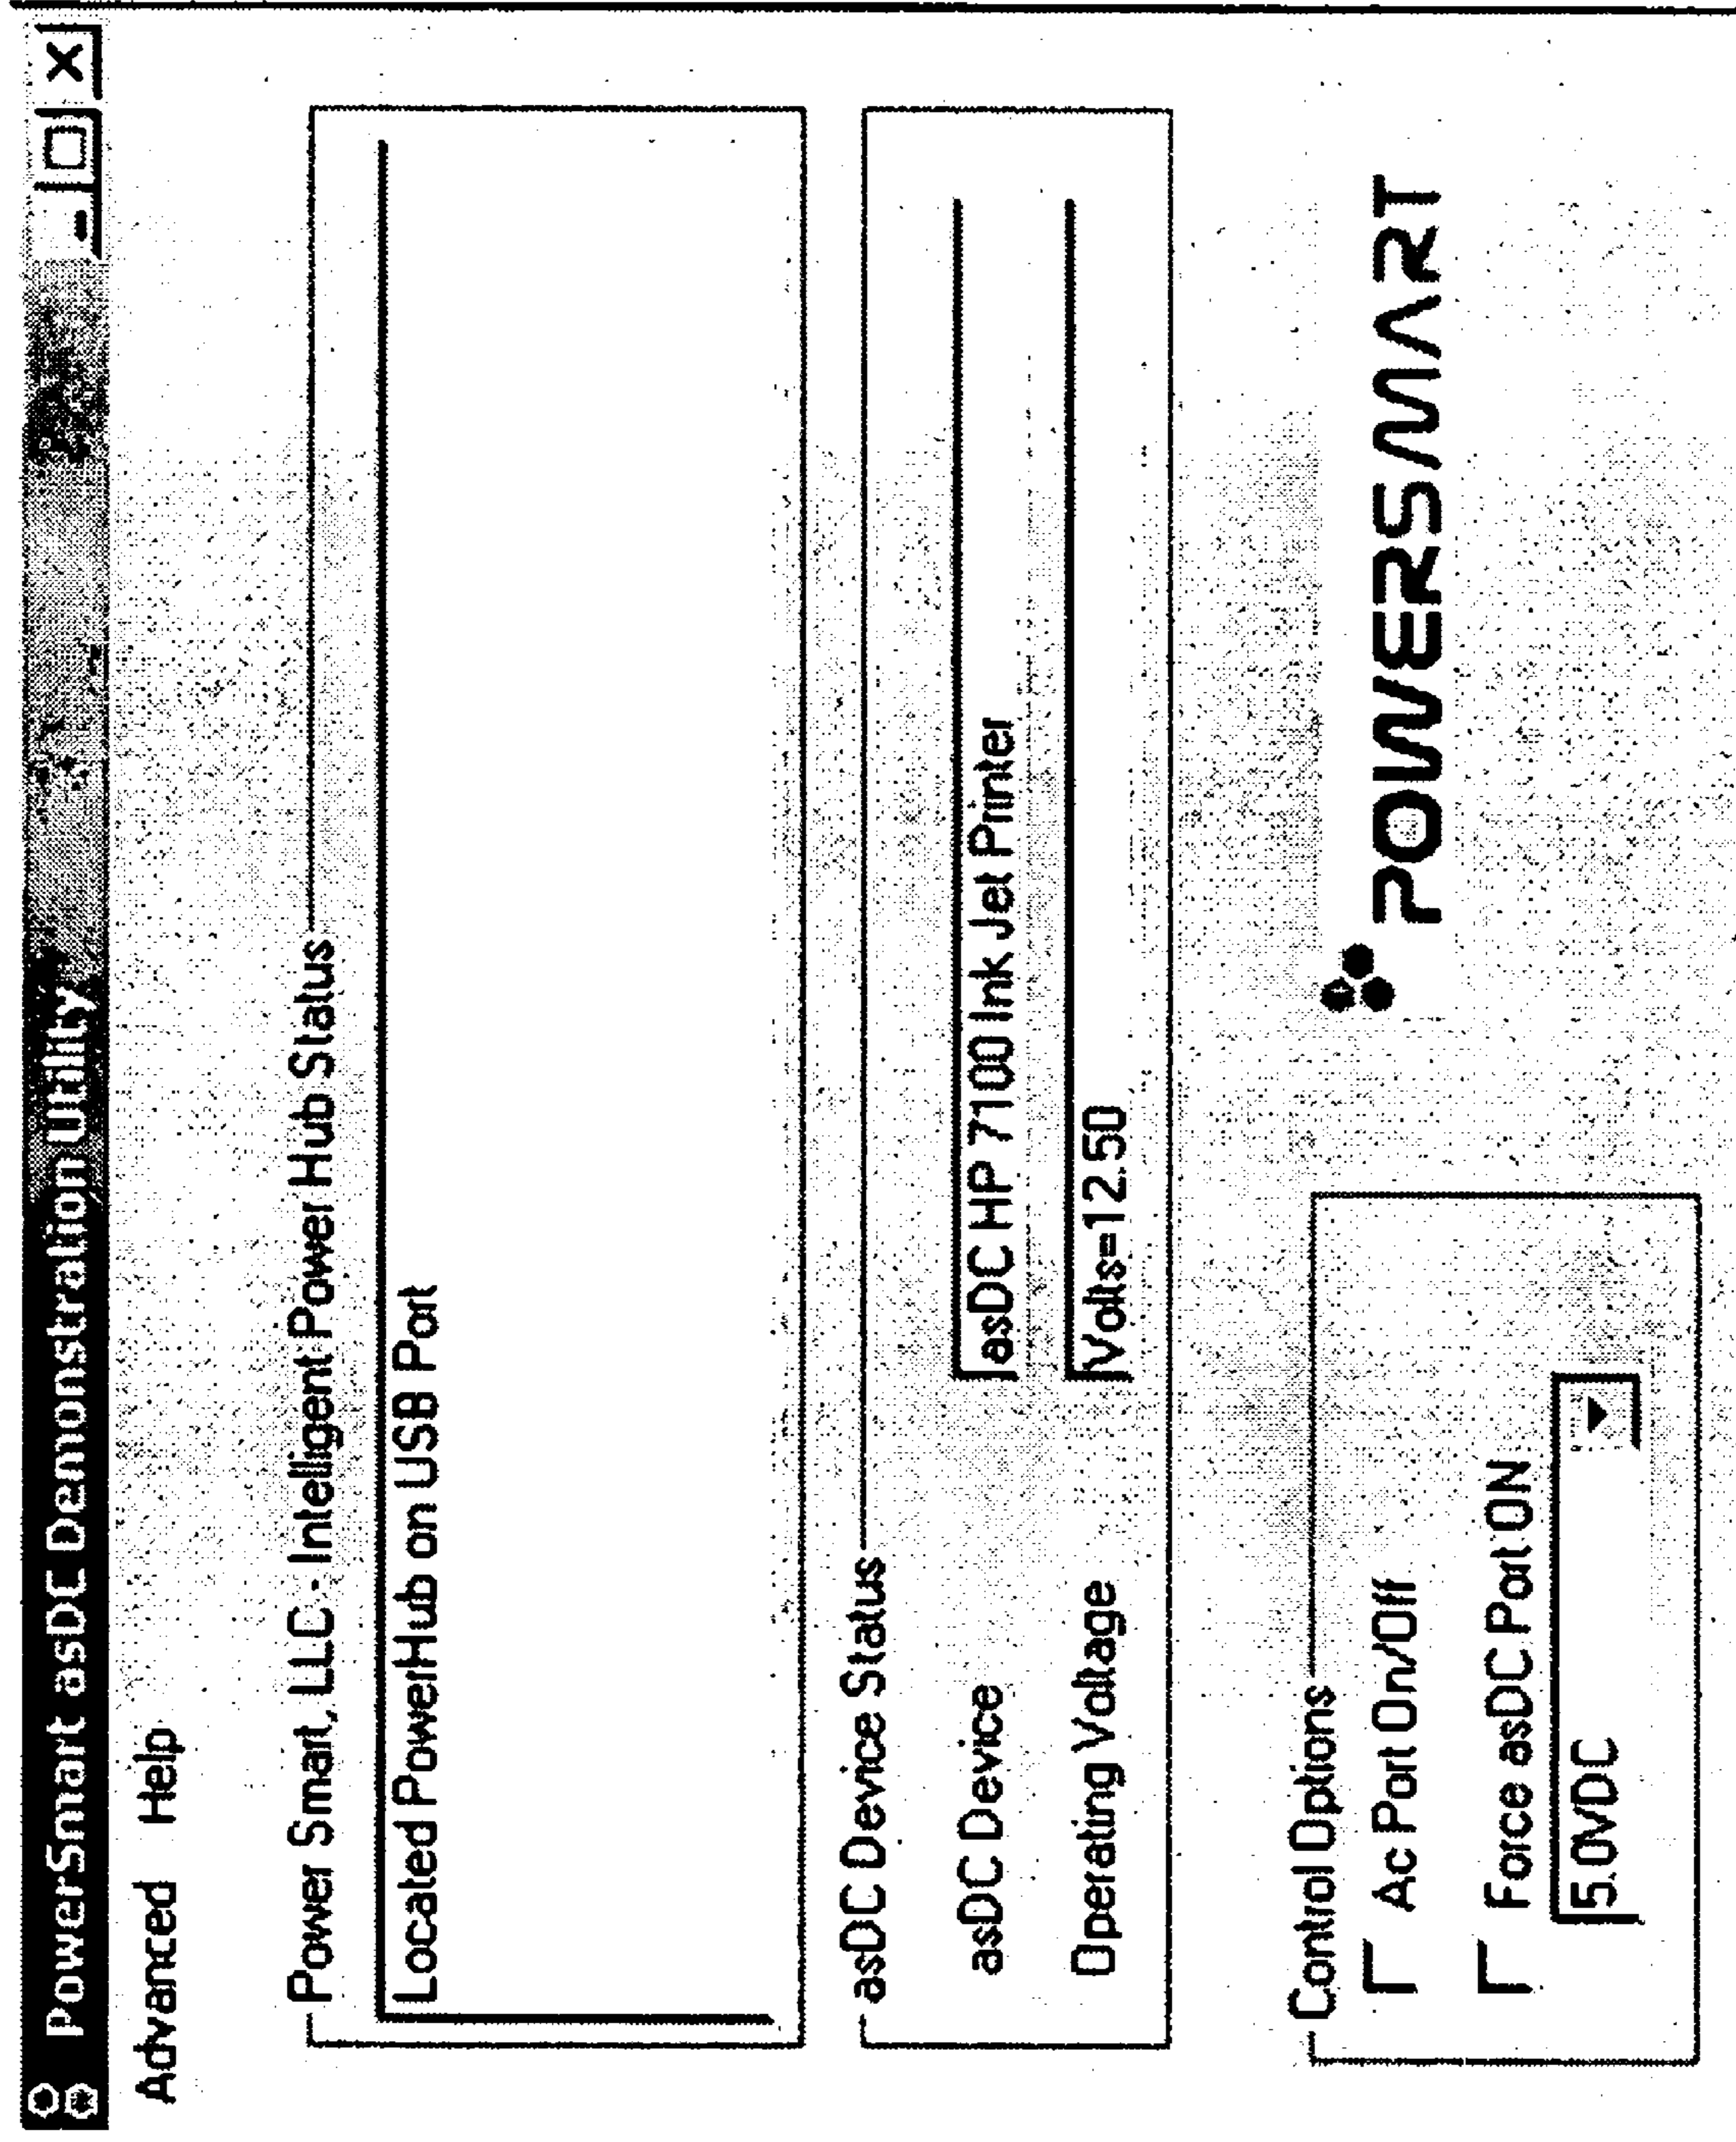 PowerSmart asDC Demonstration Utility
Advanced Help
Power Smart, LLC - Intelligent Power Hub Status
Located PowerHub on USB Port
asDC Device Status
asDC Device
asDC HP 7100 Ink Jet Printer
Operating Voltage
Volts=12.50
Control Options
Ac Port On/Off
Force asDC Port ON
5.0VDC
POWERSMART